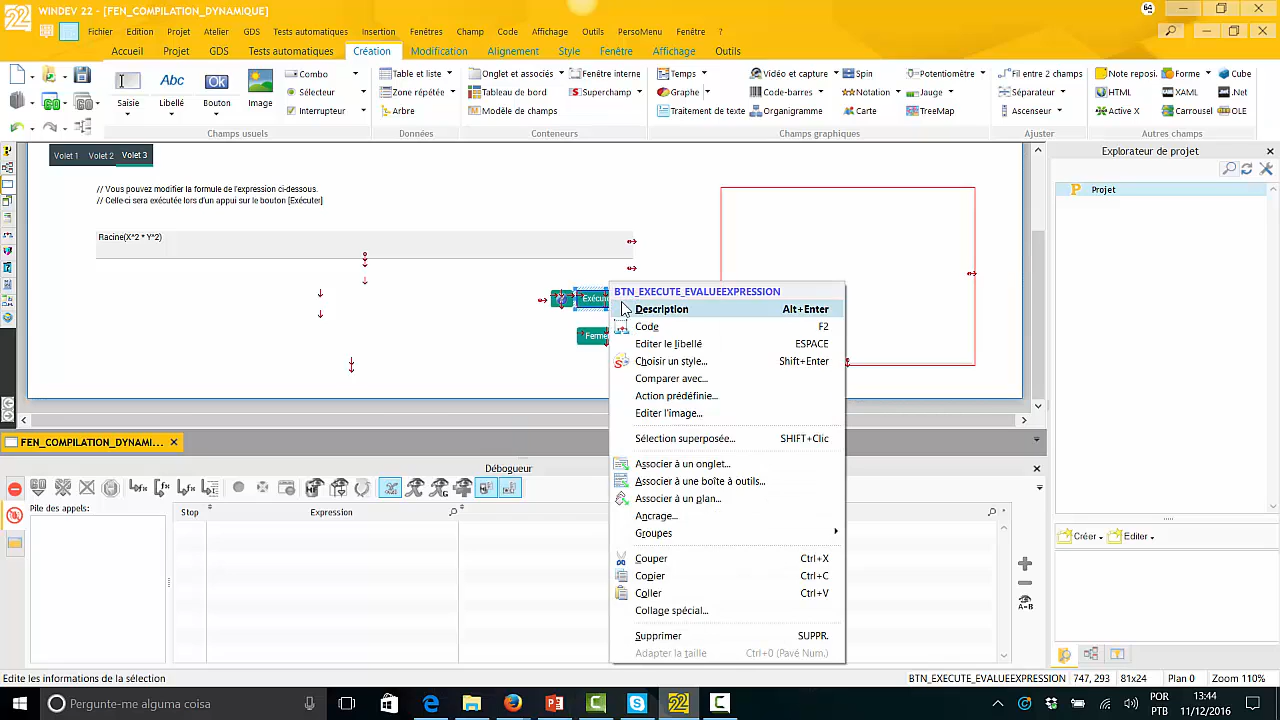 WINDEV 22 - [FEN_COMPILATION_DYNAMIQUE]
64
Fichier Edition Projet Atelier GDS Tests automatiques Insertion Fenêtres Champ Code Affichage Outils PersoMenu Fenêtre ?
Accueil Projet GDS Tests automatiques Création Modification Alignement Style Fenêtre Affichage Outils
Saisie Libellé Bouton Image
Abc Ok
Combo
Sélecteur
Interrupteur
Champs usuels
Table et liste
Zone répétée
Arbre
Données
Onglet et associés
Tableau de bord
Modèle de champs
Fenêtre interne
Superchamp
Conteneurs
Temps
Graphe
Traitement de texte
Video et capture
Code-barres
Organigramme
Spin
Notation
Carte
Potentiomètre
Jauge
TreeMap
Champs graphiques
Fil entre 2 champs
Séparateur
Ascenseur
Ajuster
Note reposi.
HTML
Active X
Forme
XAML
Carrousel
Cube
.Net
OLE
Autres champs
Volet 1 Volet 2 Volet 3
// Vous pouvez modifier la formule de l'expression ci-dessous.
// Celle-ci sera exécutée lors d'un appui sur le bouton [Exécuter]
Racine(X^2 * Y^2)
BTN_EXECUTE_EVALUEEXPRESSION
Description Alt+Enter
Code F2
Editer le libellé ESPACE
Choisir un style... Shift+Enter
Comparer avec...
Action prédéfinie...
Editer l'image...
Sélection superposée... SHIFT+Clic
Associer à un onglet...
Associer à une boîte à outils...
Associer à un plan...
Ancrage...
Groupes
Couper Ctrl+X
Copier Ctrl+C
Coller Ctrl+V
Collage spécial...
Supprimer SUPPR.
Adapter la taille Ctrl+0 (Pavé Num.)
Explorateur de projet
Projet
Créer Editer
FEN_COMPILATION_DYNAMI...
Débogueur
Pile des appels:
Stop Expression
Edite les informations de la sélection
BTN_EXECUTE_EVALUEEXPRESSION 747, 293 81x24 Plan 0 Zoom 110%
Pergunte-me alguma coisa
POR
PTB
13:44
11/12/2016